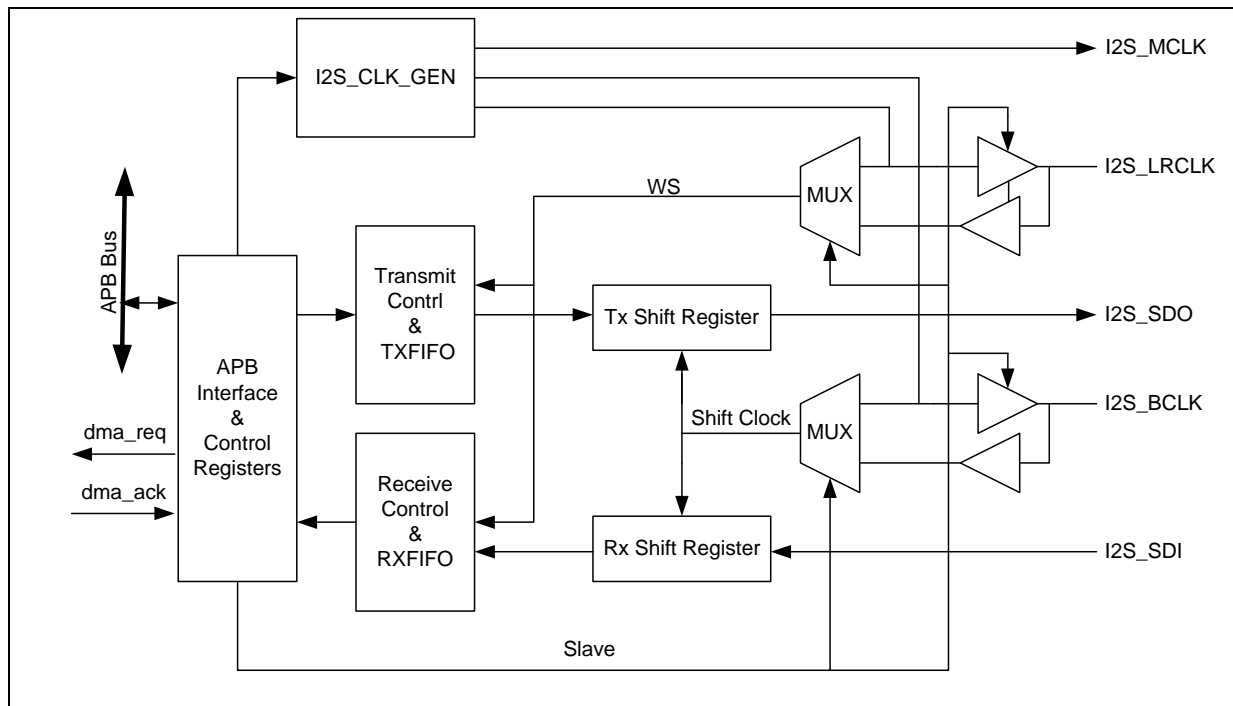 I2S_MCLK
I2S_CLK_GEN
I2S_LRCLK
MUX
WS
APB Bus
Transmit
Contrl
&
TXFIFO
Tx Shift Register
I2S_SDO
APB
Interface
&
Control
Registers
I2S_BCLK
Shift Clock
MUX
dma_req
dma_ack
Receive
Control
&
RXFIFO
Rx Shift Register
I2S_SDI
Slave